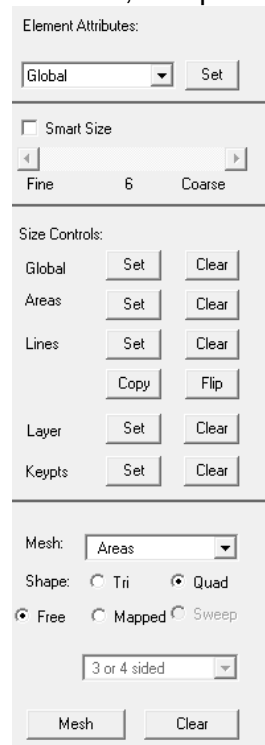 Element Attributes:
Global Set
Smart Size
Fine 6 Coarse
Size Controls:
Global Set Clear
Areas Set Clear
Lines Set Clear
Copy Flip
Layer Set Clear
Keypts Set Clear
Mesh: Areas
Shape: Tri Quad
Free Mapped Sweep
3 or 4 sided
Mesh Clear